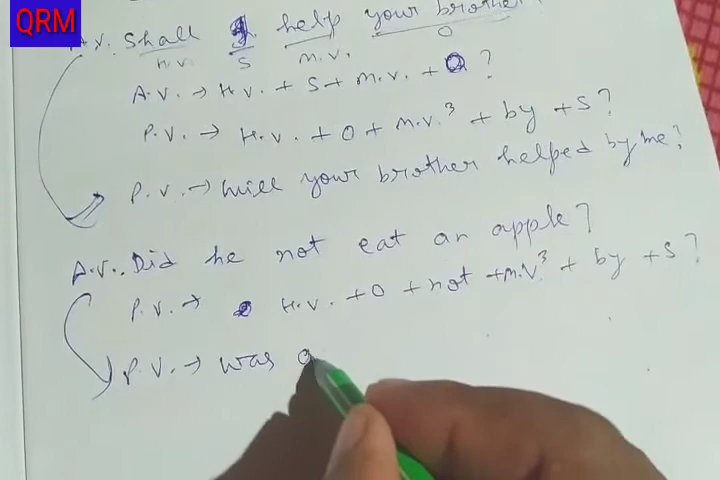 QRM
A.V. Shall I help your brother
H.V. S M.V. O
A.V. → H.V. + S + M.V. + O ?
P.V. → H.V. + O + M.V.³ + by + S ?
P.V. → Will your brother helped by me ?
A.V. Did he not eat an apple ?
P.V. → H.V. + O + not + M.V³ + by + S ?
P.V. → Was a